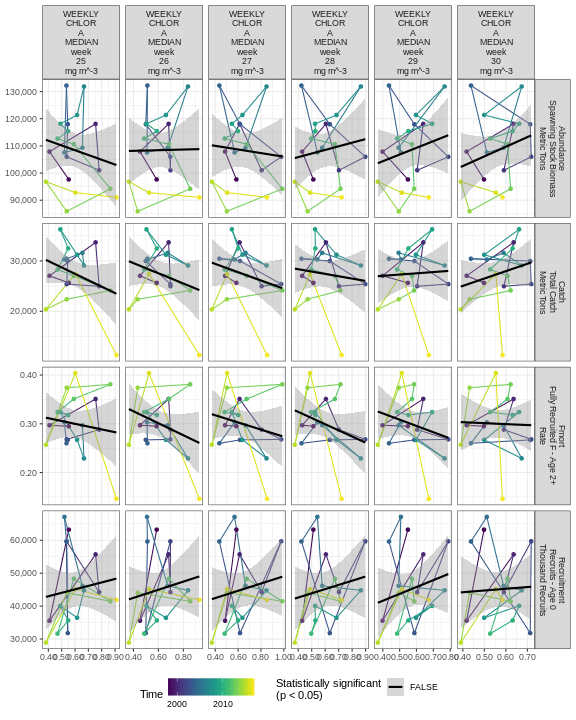 WEEKLY
CHLOR
A
MEDIAN
week
25
mg m^-3
WEEKLY
CHLOR
A
MEDIAN
week
26
mg m^-3
WEEKLY
CHLOR
A
MEDIAN
week
27
mg m^-3
WEEKLY
CHLOR
A
MEDIAN
week
28
mg m^-3
WEEKLY
CHLOR
A
MEDIAN
week
29
mg m^-3
WEEKLY
CHLOR
A
MEDIAN
week
30
mg m^-3
130,000
120,000
110,000
100,000
90,000
Abundance
Spawning Stock Biomass
Metric Tons
30,000
20,000
Catch
Total Catch
Metric Tons
0.40
0.30
0.20
Fmort
Fully Recruited F - Age 2+
Rate
60,000
50,000
40,000
30,000
Recruitment
Recruits - Age 0
Thousand Recruits
0.40 0.50 0.60 0.70 0.80 0.90
0.40 0.60 0.80
0.40 0.60 0.80 1.00
0.40 0.50 0.60 0.70 0.80 0.90
0.40 0.50 0.60 0.70 0.80
0.40 0.50 0.60 0.70
Time
2000 2010
Statistically significant
(p < 0.05)
FALSE